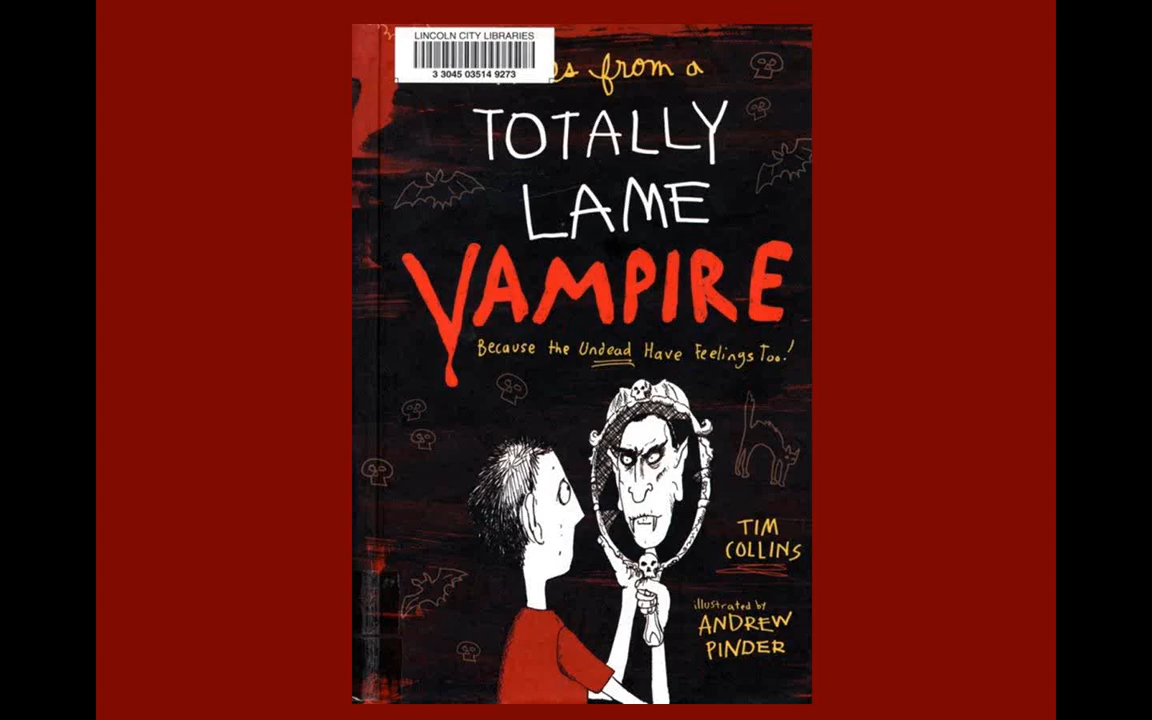 LINCOLN CITY LIBRARIES
3 3045 03514 9273
from a
TOTALLY
LAME
VAMPIRE
Because the Undead Have Feelings Too!
TIM
COLLINS
illustrated by
ANDREW
PINDER